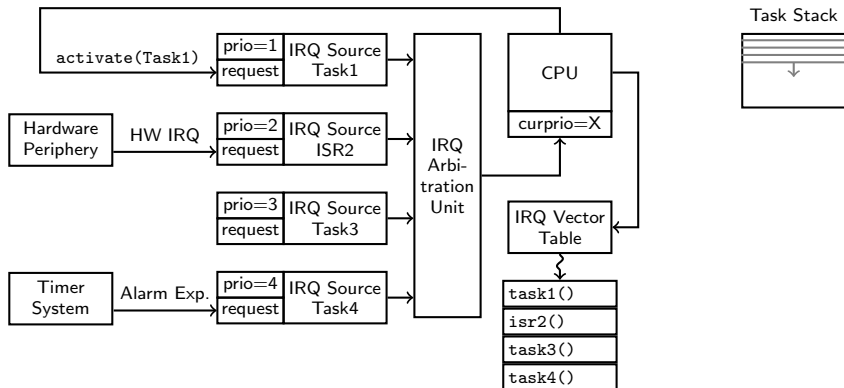 Task Stack
prio=1
request
IRQ Source
Task1
activate(Task1)
CPU
curprio=X
Hardware
Periphery
HW IRQ
prio=2
request
IRQ Source
ISR2
IRQ
Arbi-
tration
Unit
prio=3
request
IRQ Source
Task3
IRQ Vector
Table
Timer
System
Alarm Exp.
prio=4
request
IRQ Source
Task4
task1()
isr2()
task3()
task4()